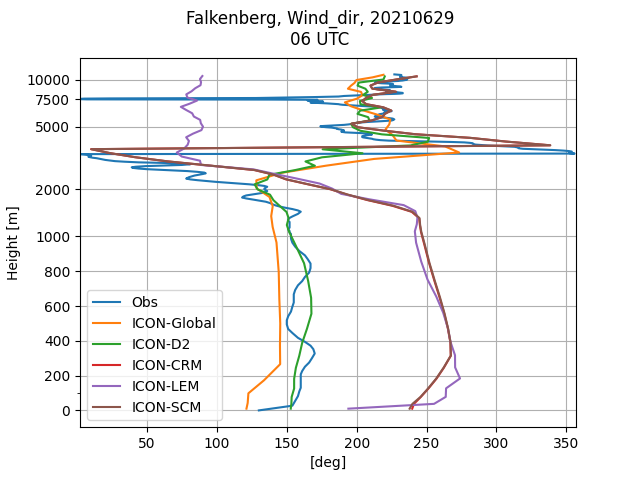 Falkenberg, Wind_dir, 20210629
06 UTC
Height [m]
10000
7500
5000
2000
1000
800
600
400
200
0
Obs
ICON-Global
ICON-D2
ICON-CRM
ICON-LEM
ICON-SCM
50 100 150 200 250 300 350
[deg]